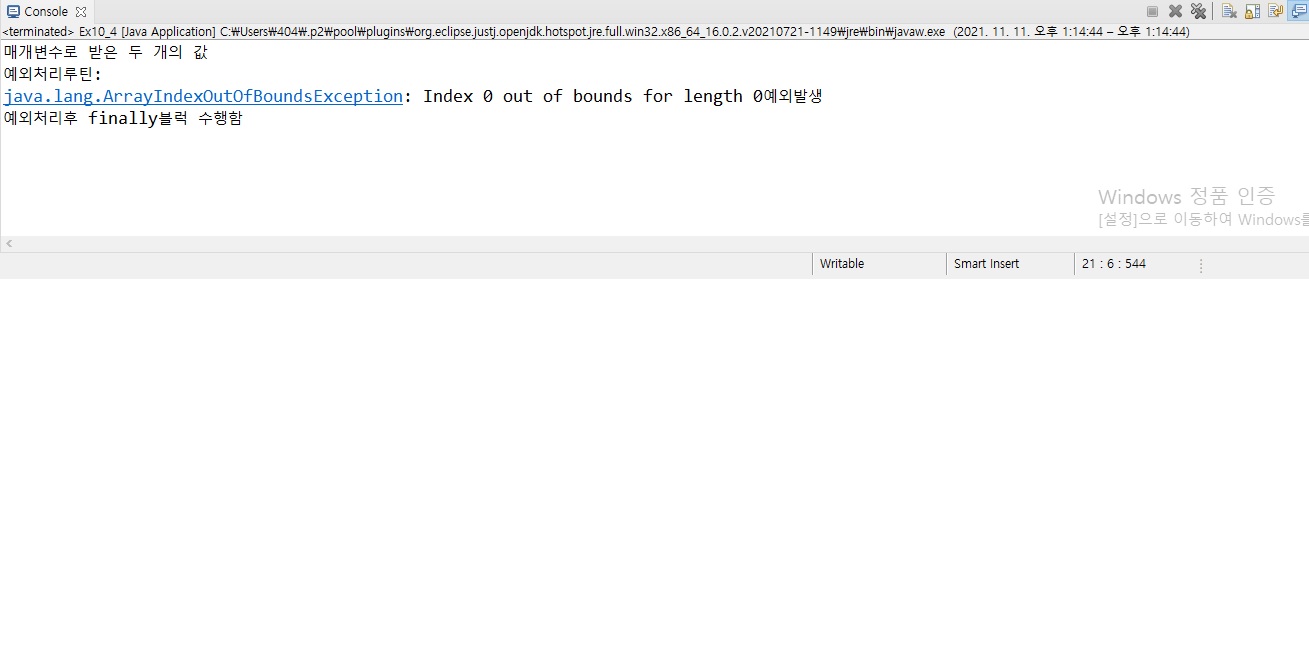 Console
<terminated> Ex10_4 [Java Application] C:₩Users₩404₩.p2₩pool₩plugins₩org.eclipse.justj.openjdk.hotspot.jre.full.win32.x86_64_16.0.2.v20210721-1149₩jre₩bin₩javaw.exe (2021. 11. 11. 오후 1:14:44 – 오후 1:14:44)
매개변수로 받은 두 개의 값
예외처리루틴:
java.lang.ArrayIndexOutOfBoundsException: Index 0 out of bounds for length 0예외발생
예외처리후 finally블럭 수행함
Windows 정품 인증
[설정]으로 이동하여 Windows를
Writable Smart Insert 21 : 6 : 544